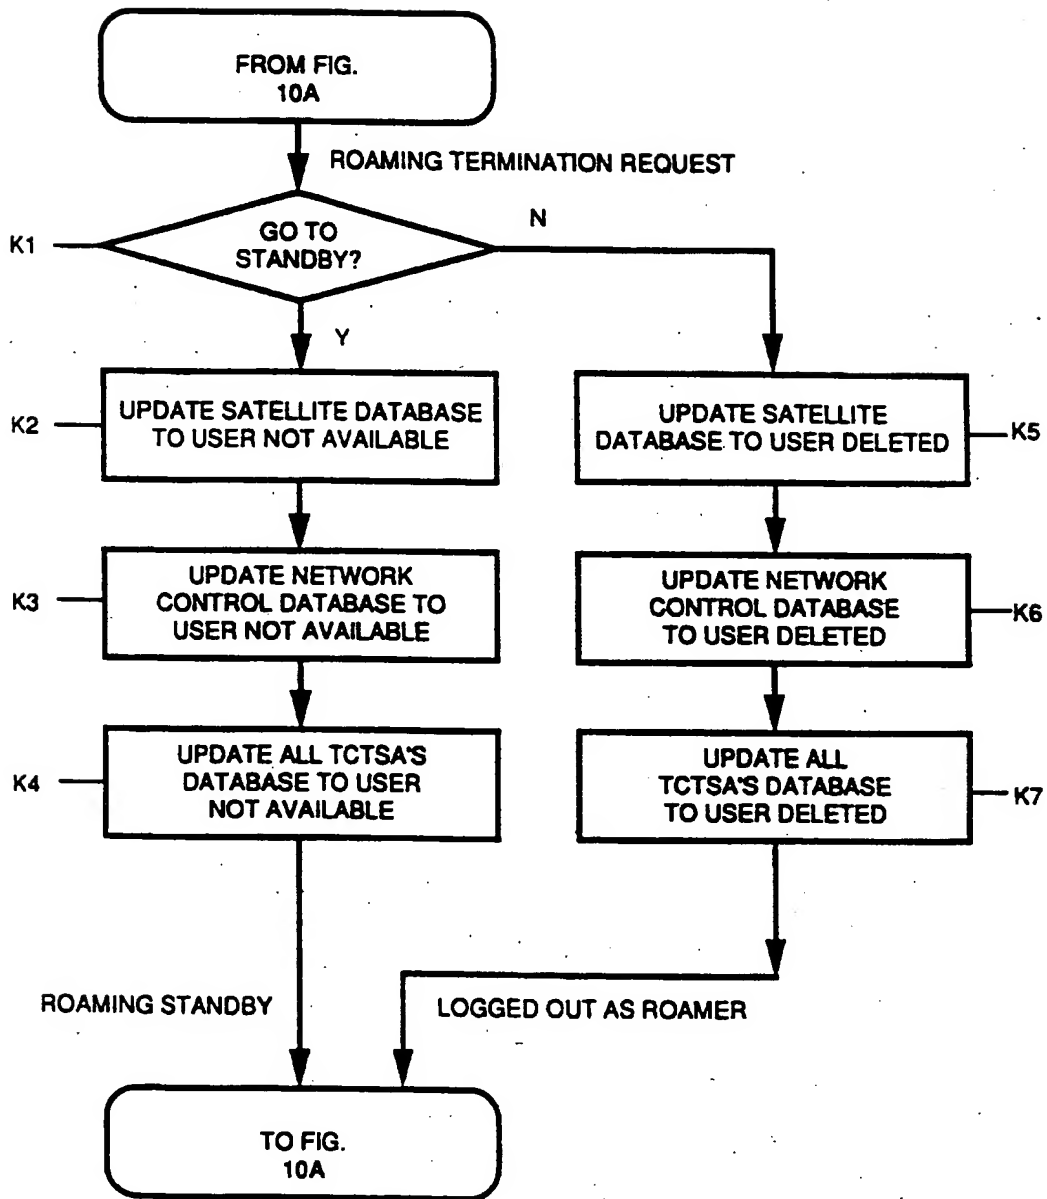 FROM FIG.
10A
ROAMING TERMINATION REQUEST
N
K1
GO TO
STANDBY?
Y
K2
UPDATE SATELLITE DATABASE
TO USER NOT AVAILABLE
UPDATE SATELLITE
DATABASE TO USER DELETED
K5
K3
UPDATE NETWORK
CONTROL DATABASE TO
USER NOT AVAILABLE
UPDATE NETWORK
CONTROL DATABASE
TO USER DELETED
K6
K4
UPDATE ALL TCTSA'S
DATABASE TO USER
NOT AVAILABLE
UPDATE ALL
TCTSA'S DATABASE
TO USER DELETED
K7
ROAMING STANDBY
LOGGED OUT AS ROAMER
TO FIG.
10A